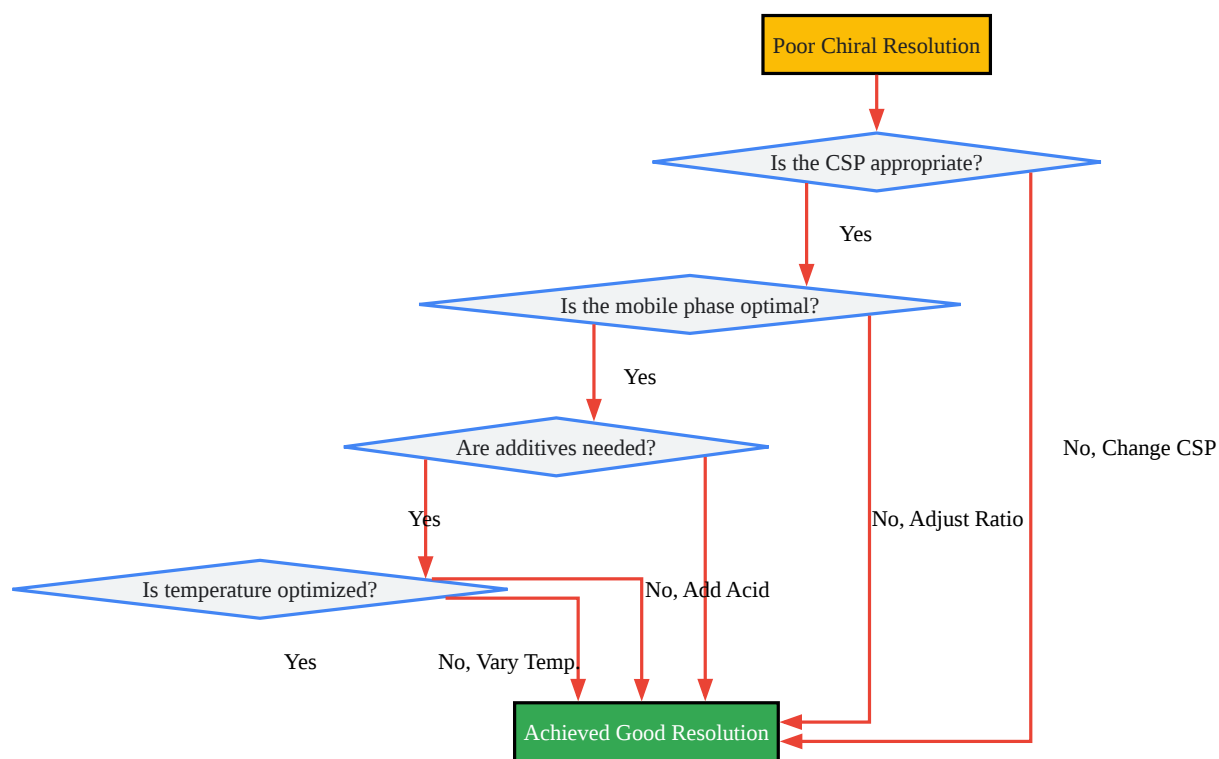 Poor Chiral Resolution
Is the CSP appropriate?
Yes
Is the mobile phase optimal?
Yes
Are additives needed?
No, Change CSP
Yes
No, Adjust Ratio
Is temperature optimized?
No, Add Acid
Yes
No, Vary Temp.
Achieved Good Resolution